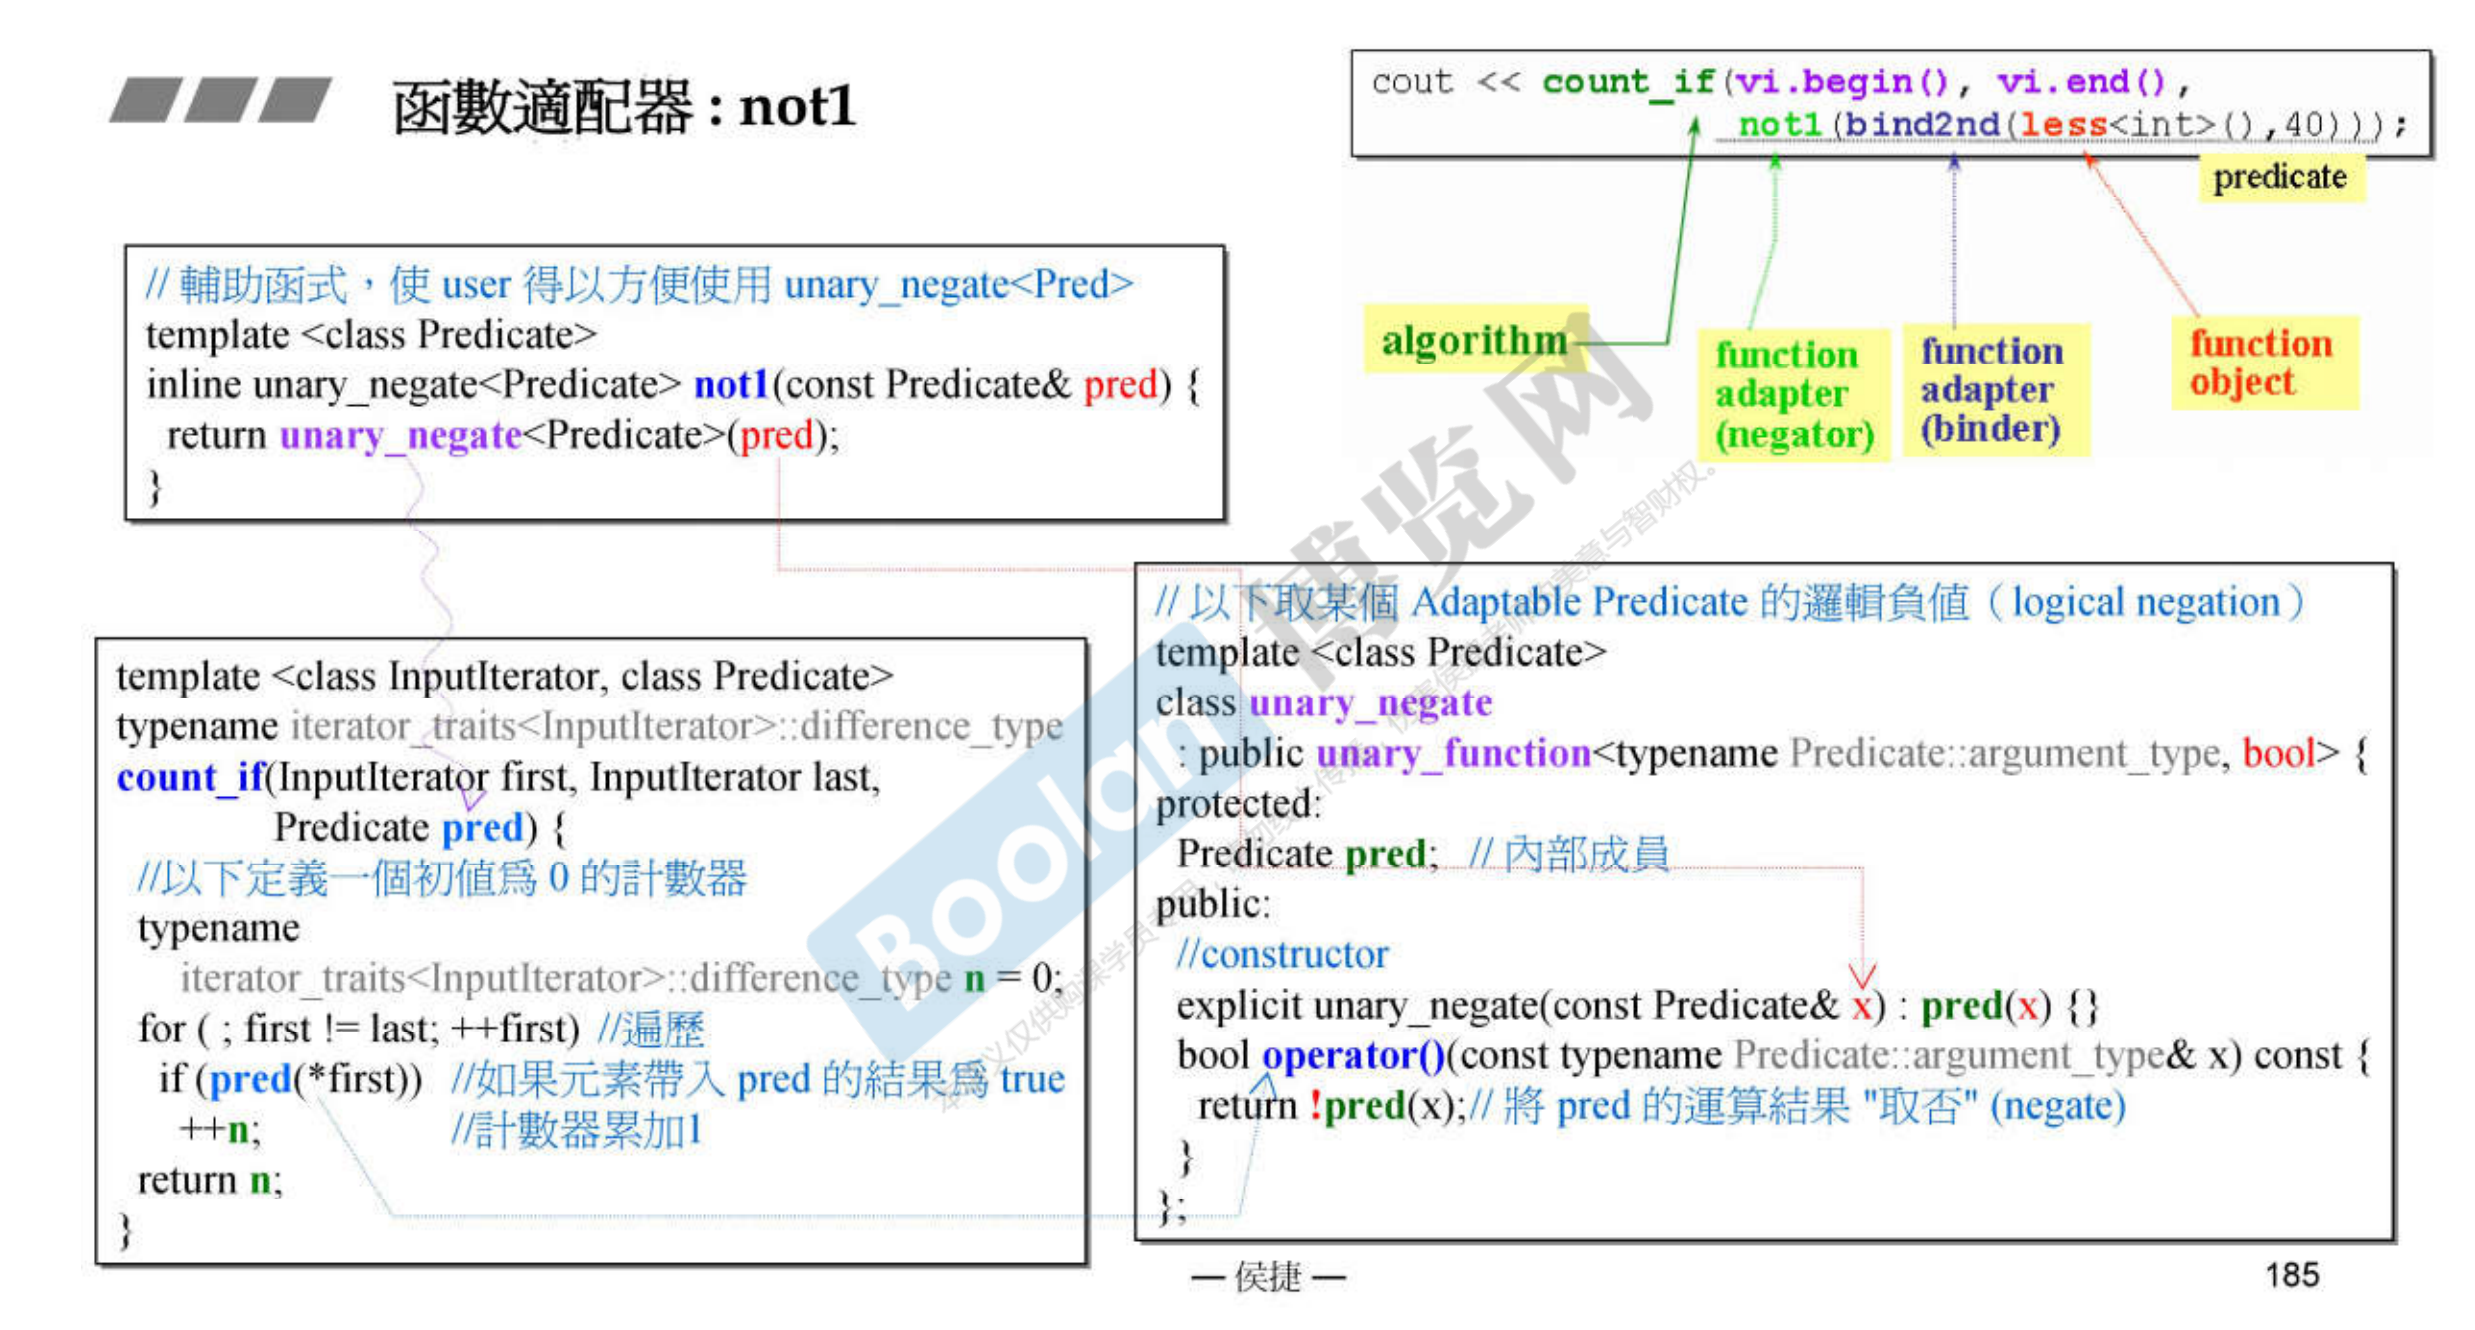 函數適配器 : not1
cout << count_if(vi.begin(), vi.end(),
not1(bind2nd(less<int>(),40)));
predicate
algorithm
function
adapter
(negator)
function
adapter
(binder)
function
object
// 輔助函式，使 user 得以方便使用 unary_negate<Pred>
template <class Predicate>
inline unary_negate<Predicate> not1(const Predicate& pred) {
return unary_negate<Predicate>(pred);
}
template <class InputIterator, class Predicate>
typename iterator_traits<InputIterator>::difference_type
count_if(InputIterator first, InputIterator last,
Predicate pred) {
//以下定義一個初值爲 0 的計數器
typename
iterator_traits<InputIterator>::difference_type n = 0;
for ( ; first != last; ++first) //遍歷
if (pred(*first)) //如果元素帶入 pred 的結果爲 true
++n; //計數器累加1
return n;
}
// 以下取某個 Adaptable Predicate 的邏輯負值（logical negation）
template <class Predicate>
class unary_negate
: public unary_function<typename Predicate::argument_type, bool> {
protected:
Predicate pred; // 內部成員
public:
//constructor
explicit unary_negate(const Predicate& x) : pred(x) {}
bool operator()(const typename Predicate::argument_type& x) const {
return !pred(x);// 將 pred 的運算結果 "取否" (negate)
}
};
Boolan
博览网
— 侯捷 —
185